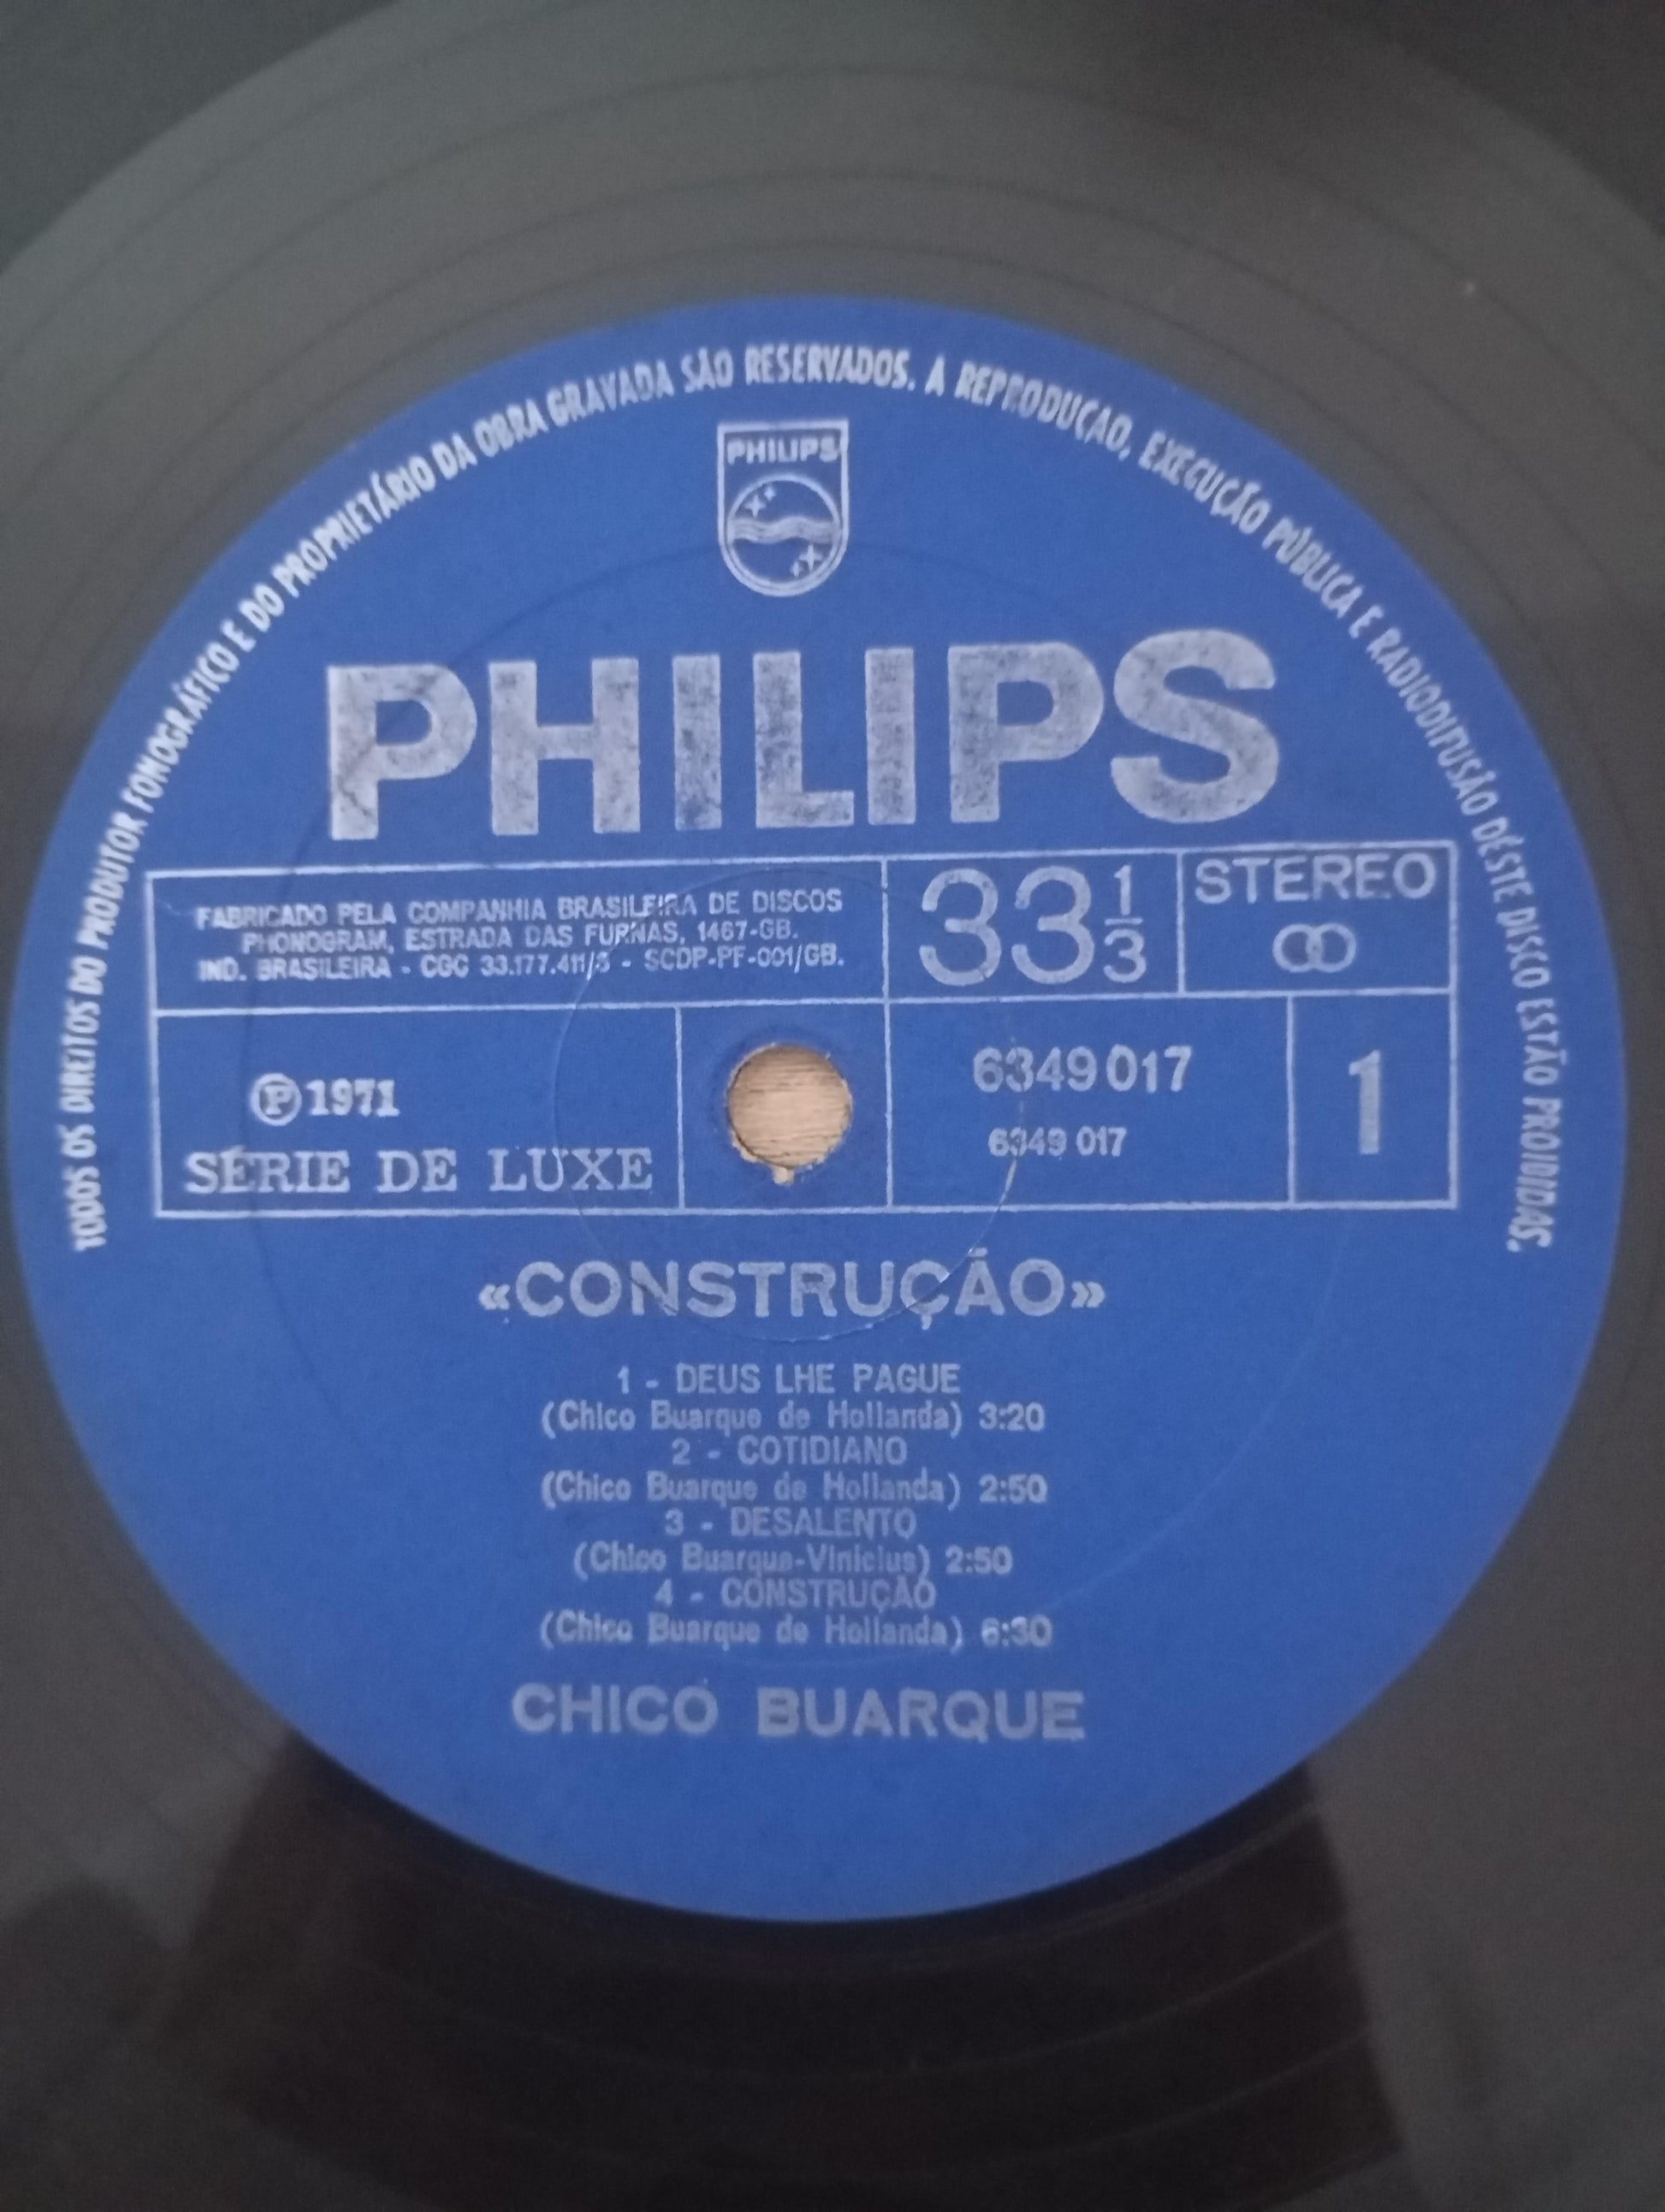 TODOS OS DIREITOS DO PRODUTOR FONOGRÁFICO E DO PROPRIETÁRIO DA OBRA GRAVADA SÃO RESERVADOS. A REPRODUÇAO, EXECUÇÃO PÚBLICA E RADIODIFUSÃO DÊSTE DISCO ESTÃO PROIBIDAS.
PHILIPS
PHILIPS
FABRICADO PELA COMPANHIA BRASILEIRA DE DISCOS
PHONOGRAM, ESTRADA DAS FURNAS, 1467-GB.
IND. BRASILEIRA - CGC 33.177.411/ - SCDP-PF-001/GB.
33 1/3
STEREO
Ⓟ 1971
SÉRIE DE LUXE
6349 017
6349 017
1
«CONSTRUÇÃO»
1 - DEUS LHE PAGUE
(Chico Buarque de Hollanda) 3:20
2 - COTIDIANO
(Chico Buarque de Hollanda) 2:50
3 - DESALENTO
(Chico Buarque-Vinicius) 2:50
4 - CONSTRUÇÃO
(Chico Buarque de Hollanda) 6:30
CHICO BUARQUE